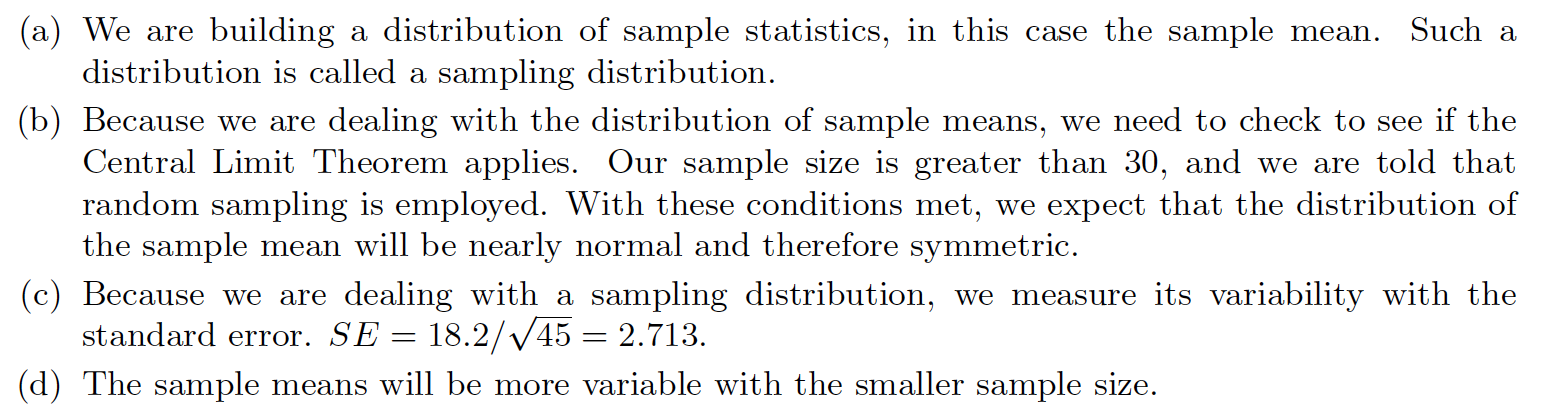 (a) We are building a distribution of sample statistics, in this case the sample mean. Such a
distribution is called a sampling distribution.
(b) Because we are dealing with the distribution of sample means, we need to check to see if the
Central Limit Theorem applies. Our sample size is greater than 30, and we are told that
random sampling is employed. With these conditions met, we expect that the distribution of
the sample mean will be nearly normal and therefore symmetric.
(c) Because we are dealing with a sampling distribution, we measure its variability with the
standard error. SE = 18.2/√45 = 2.713.
(d) The sample means will be more variable with the smaller sample size.